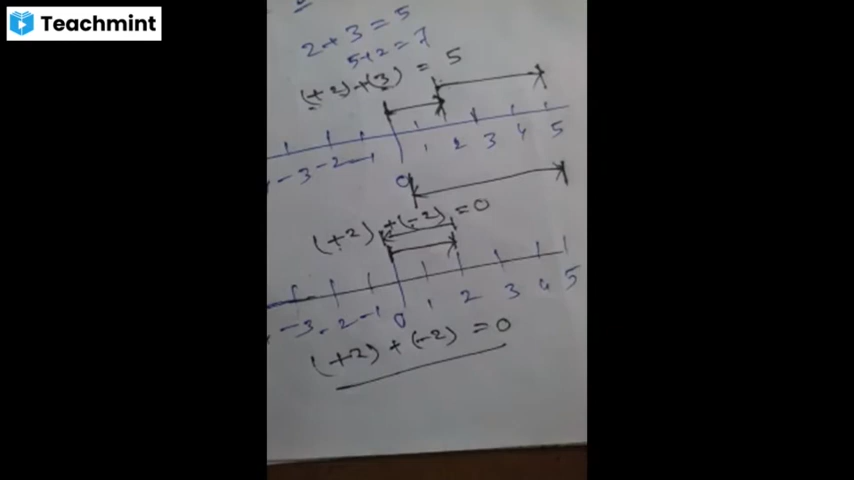 Teachmint
2+3=5
5+2=7
(+2)+(3) = 5
-3 -2 -1 0 1 2 3 4 5
(+2)+(-2)=0
-3 -2 -1 0 1 2 3 4 5
(+2)+(-2) = 0